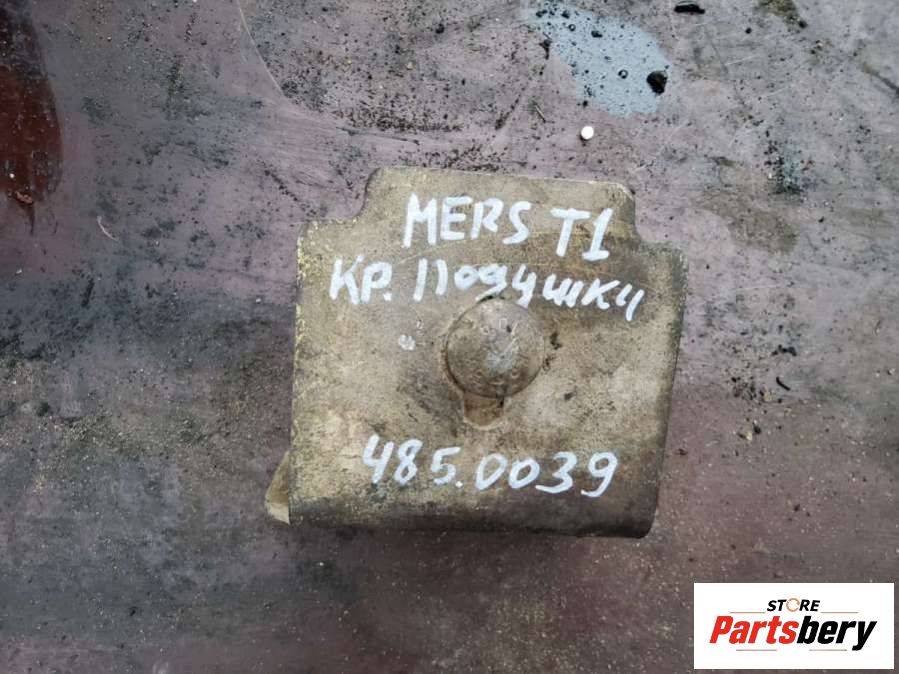 MERS T1
КР. Подушки
485.0039
STORE
Partsbery